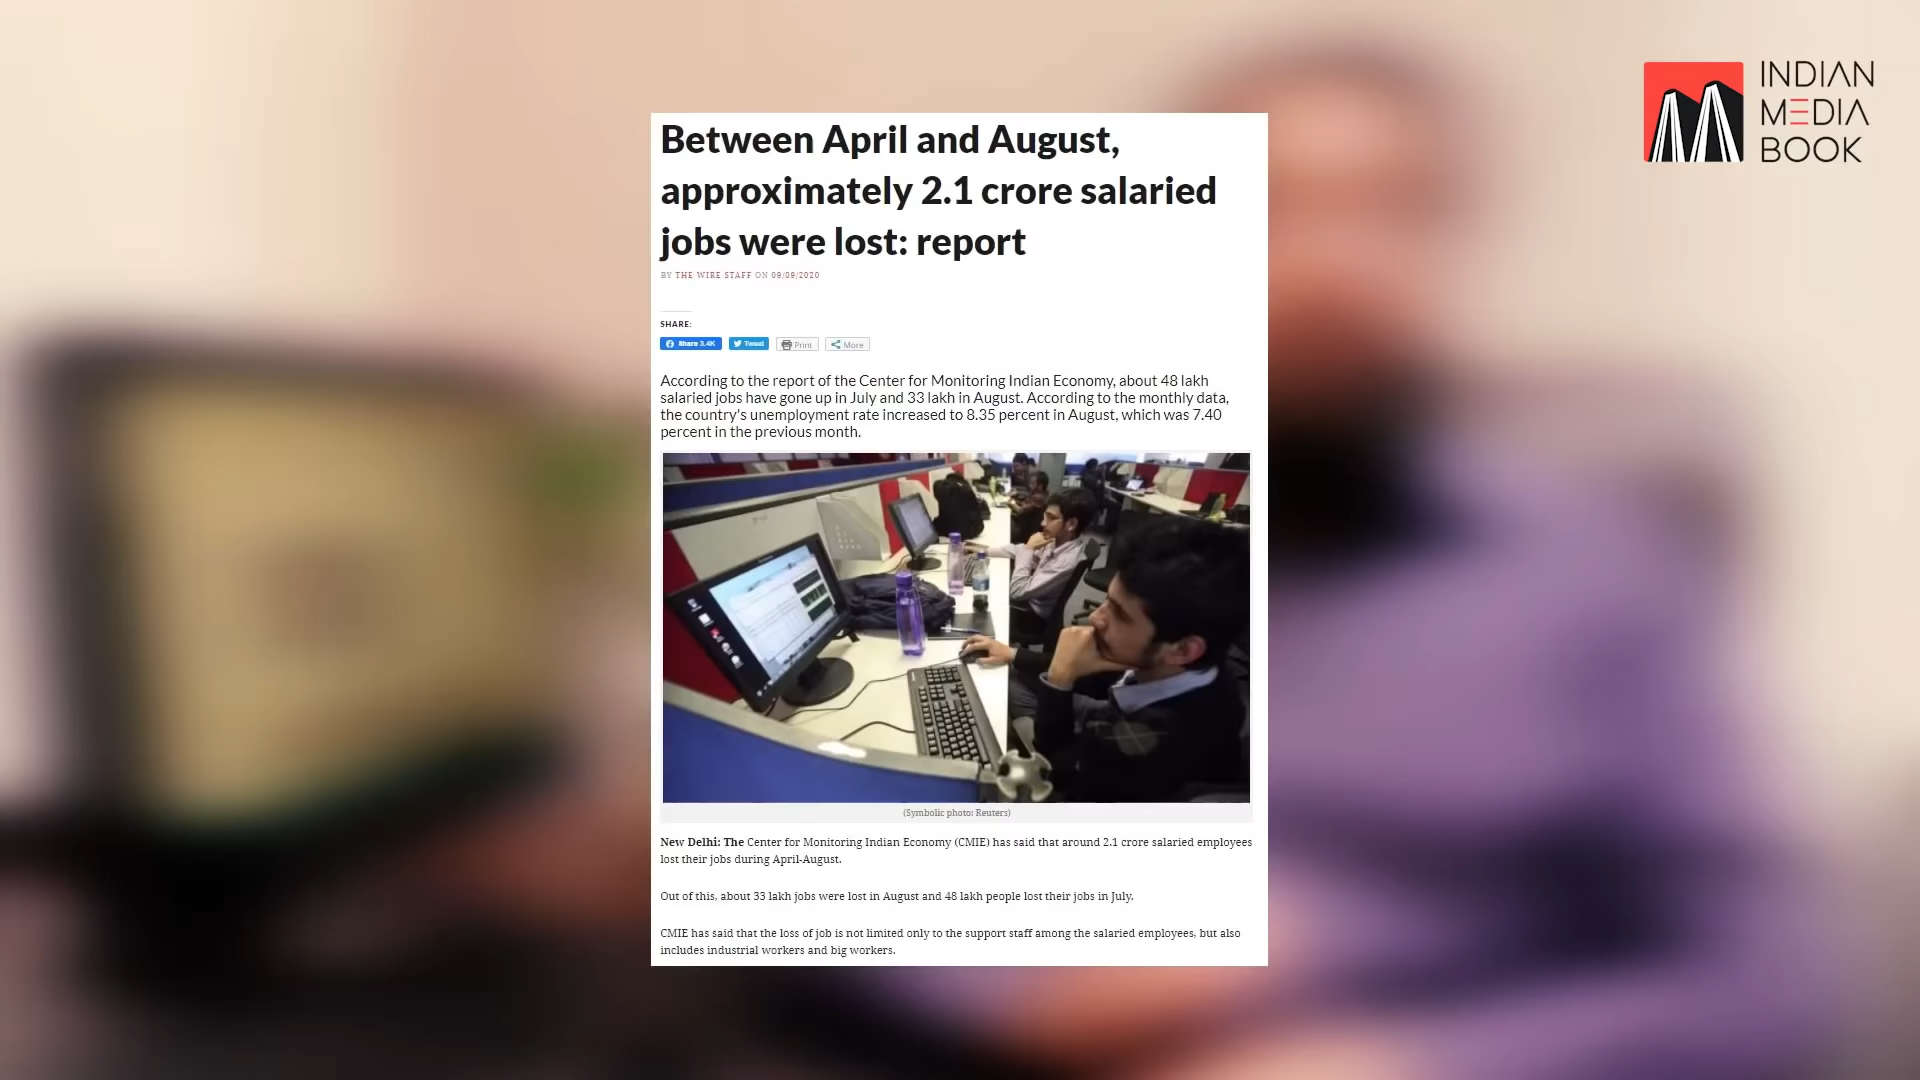 INDIAN
MEDIA
BOOK
Between April and August,
approximately 2.1 crore salaried
jobs were lost: report
BY THE WIRE STAFF ON 09/09/2020
SHARE:
Share 3.4K Tweet Print More
According to the report of the Center for Monitoring Indian Economy, about 48 lakh
salaried jobs have gone up in July and 33 lakh in August. According to the monthly data,
the country's unemployment rate increased to 8.35 percent in August, which was 7.40
percent in the previous month.
(Symbolic photo: Reuters)
New Delhi: The Center for Monitoring Indian Economy (CMIE) has said that around 2.1 crore salaried employees
lost their jobs during April-August.
Out of this, about 33 lakh jobs were lost in August and 48 lakh people lost their jobs in July.
CMIE has said that the loss of job is not limited only to the support staff among the salaried employees, but also
includes industrial workers and big workers.